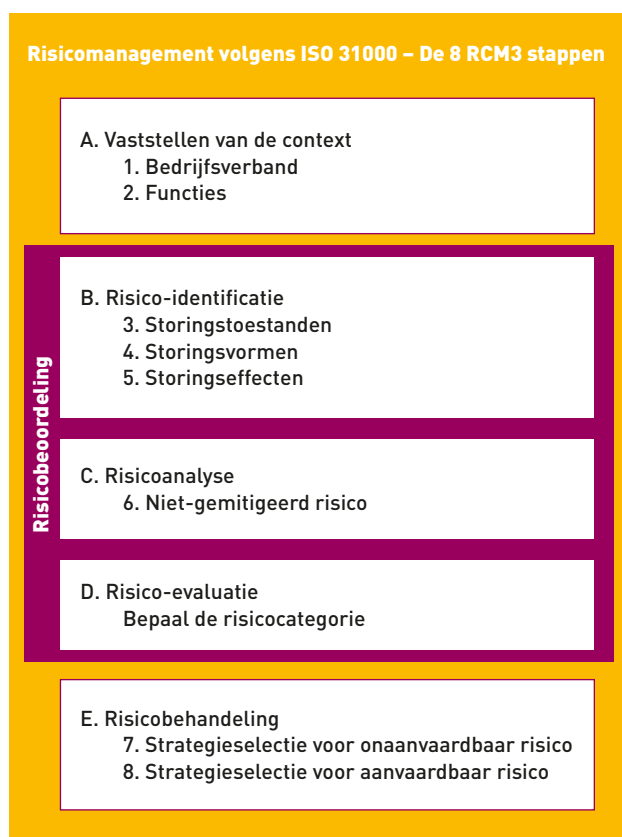 Risicomanagement volgens ISO 31000 – De 8 RCM3 stappen
A. Vaststellen van de context
1. Bedrijfsverband
2. Functies
Risicobeoordeling
B. Risico-identificatie
3. Storingstoestanden
4. Storingsvormen
5. Storingseffecten
C. Risicoanalyse
6. Niet-gemitigeerd risico
D. Risico-evaluatie
Bepaal de risicocategorie
E. Risicobehandeling
7. Strategieselectie voor onaanvaardbaar risico
8. Strategieselectie voor aanvaardbaar risico